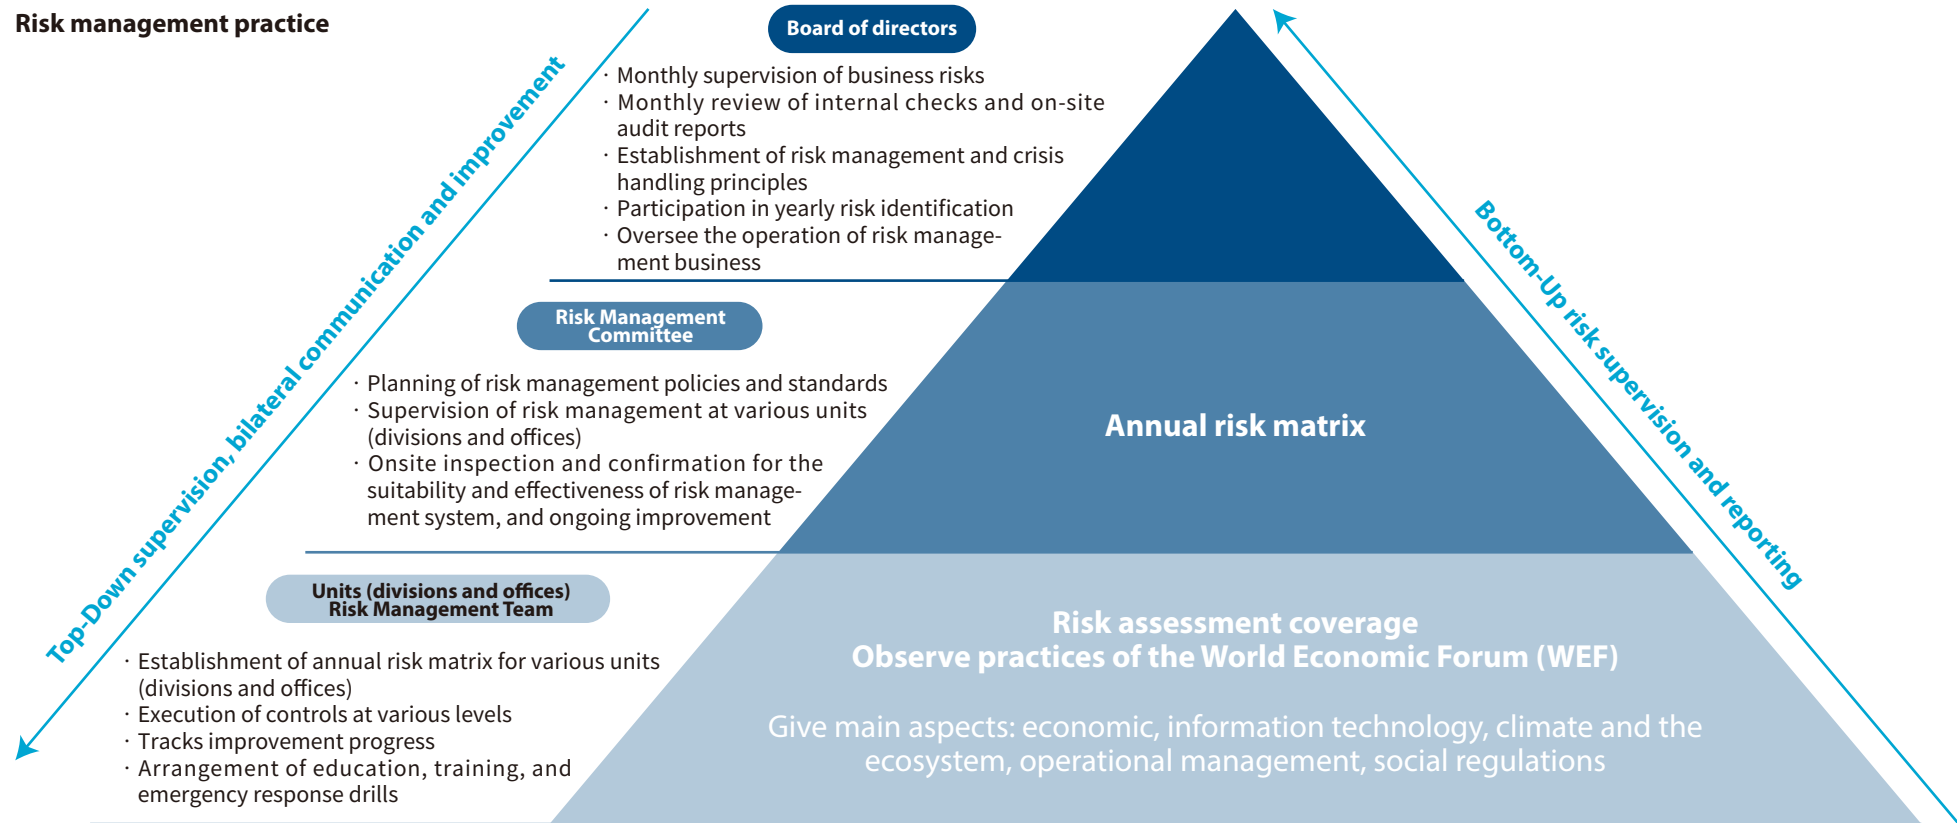 Risk management practice
Board of directors
· Monthly supervision of business risks
· Monthly review of internal checks and on-site
audit reports
· Establishment of risk management and crisis
handling principles
· Participation in yearly risk identification
· Oversee the operation of risk manage-
ment business
Top-Down supervision, bilateral communication and improvement
Bottom-Up risk supervision and reporting
Risk Management
Committee
· Planning of risk management policies and standards
· Supervision of risk management at various units
(divisions and offices)
· Onsite inspection and confirmation for the
suitability and effectiveness of risk manage-
ment system, and ongoing improvement
Annual risk matrix
Units (divisions and offices)
Risk Management Team
· Establishment of annual risk matrix for various units
(divisions and offices)
· Execution of controls at various levels
· Tracks improvement progress
· Arrangement of education, training, and
emergency response drills
Risk assessment coverage
Observe practices of the World Economic Forum (WEF)
Give main aspects: economic, information technology, climate and the
ecosystem, operational management, social regulations